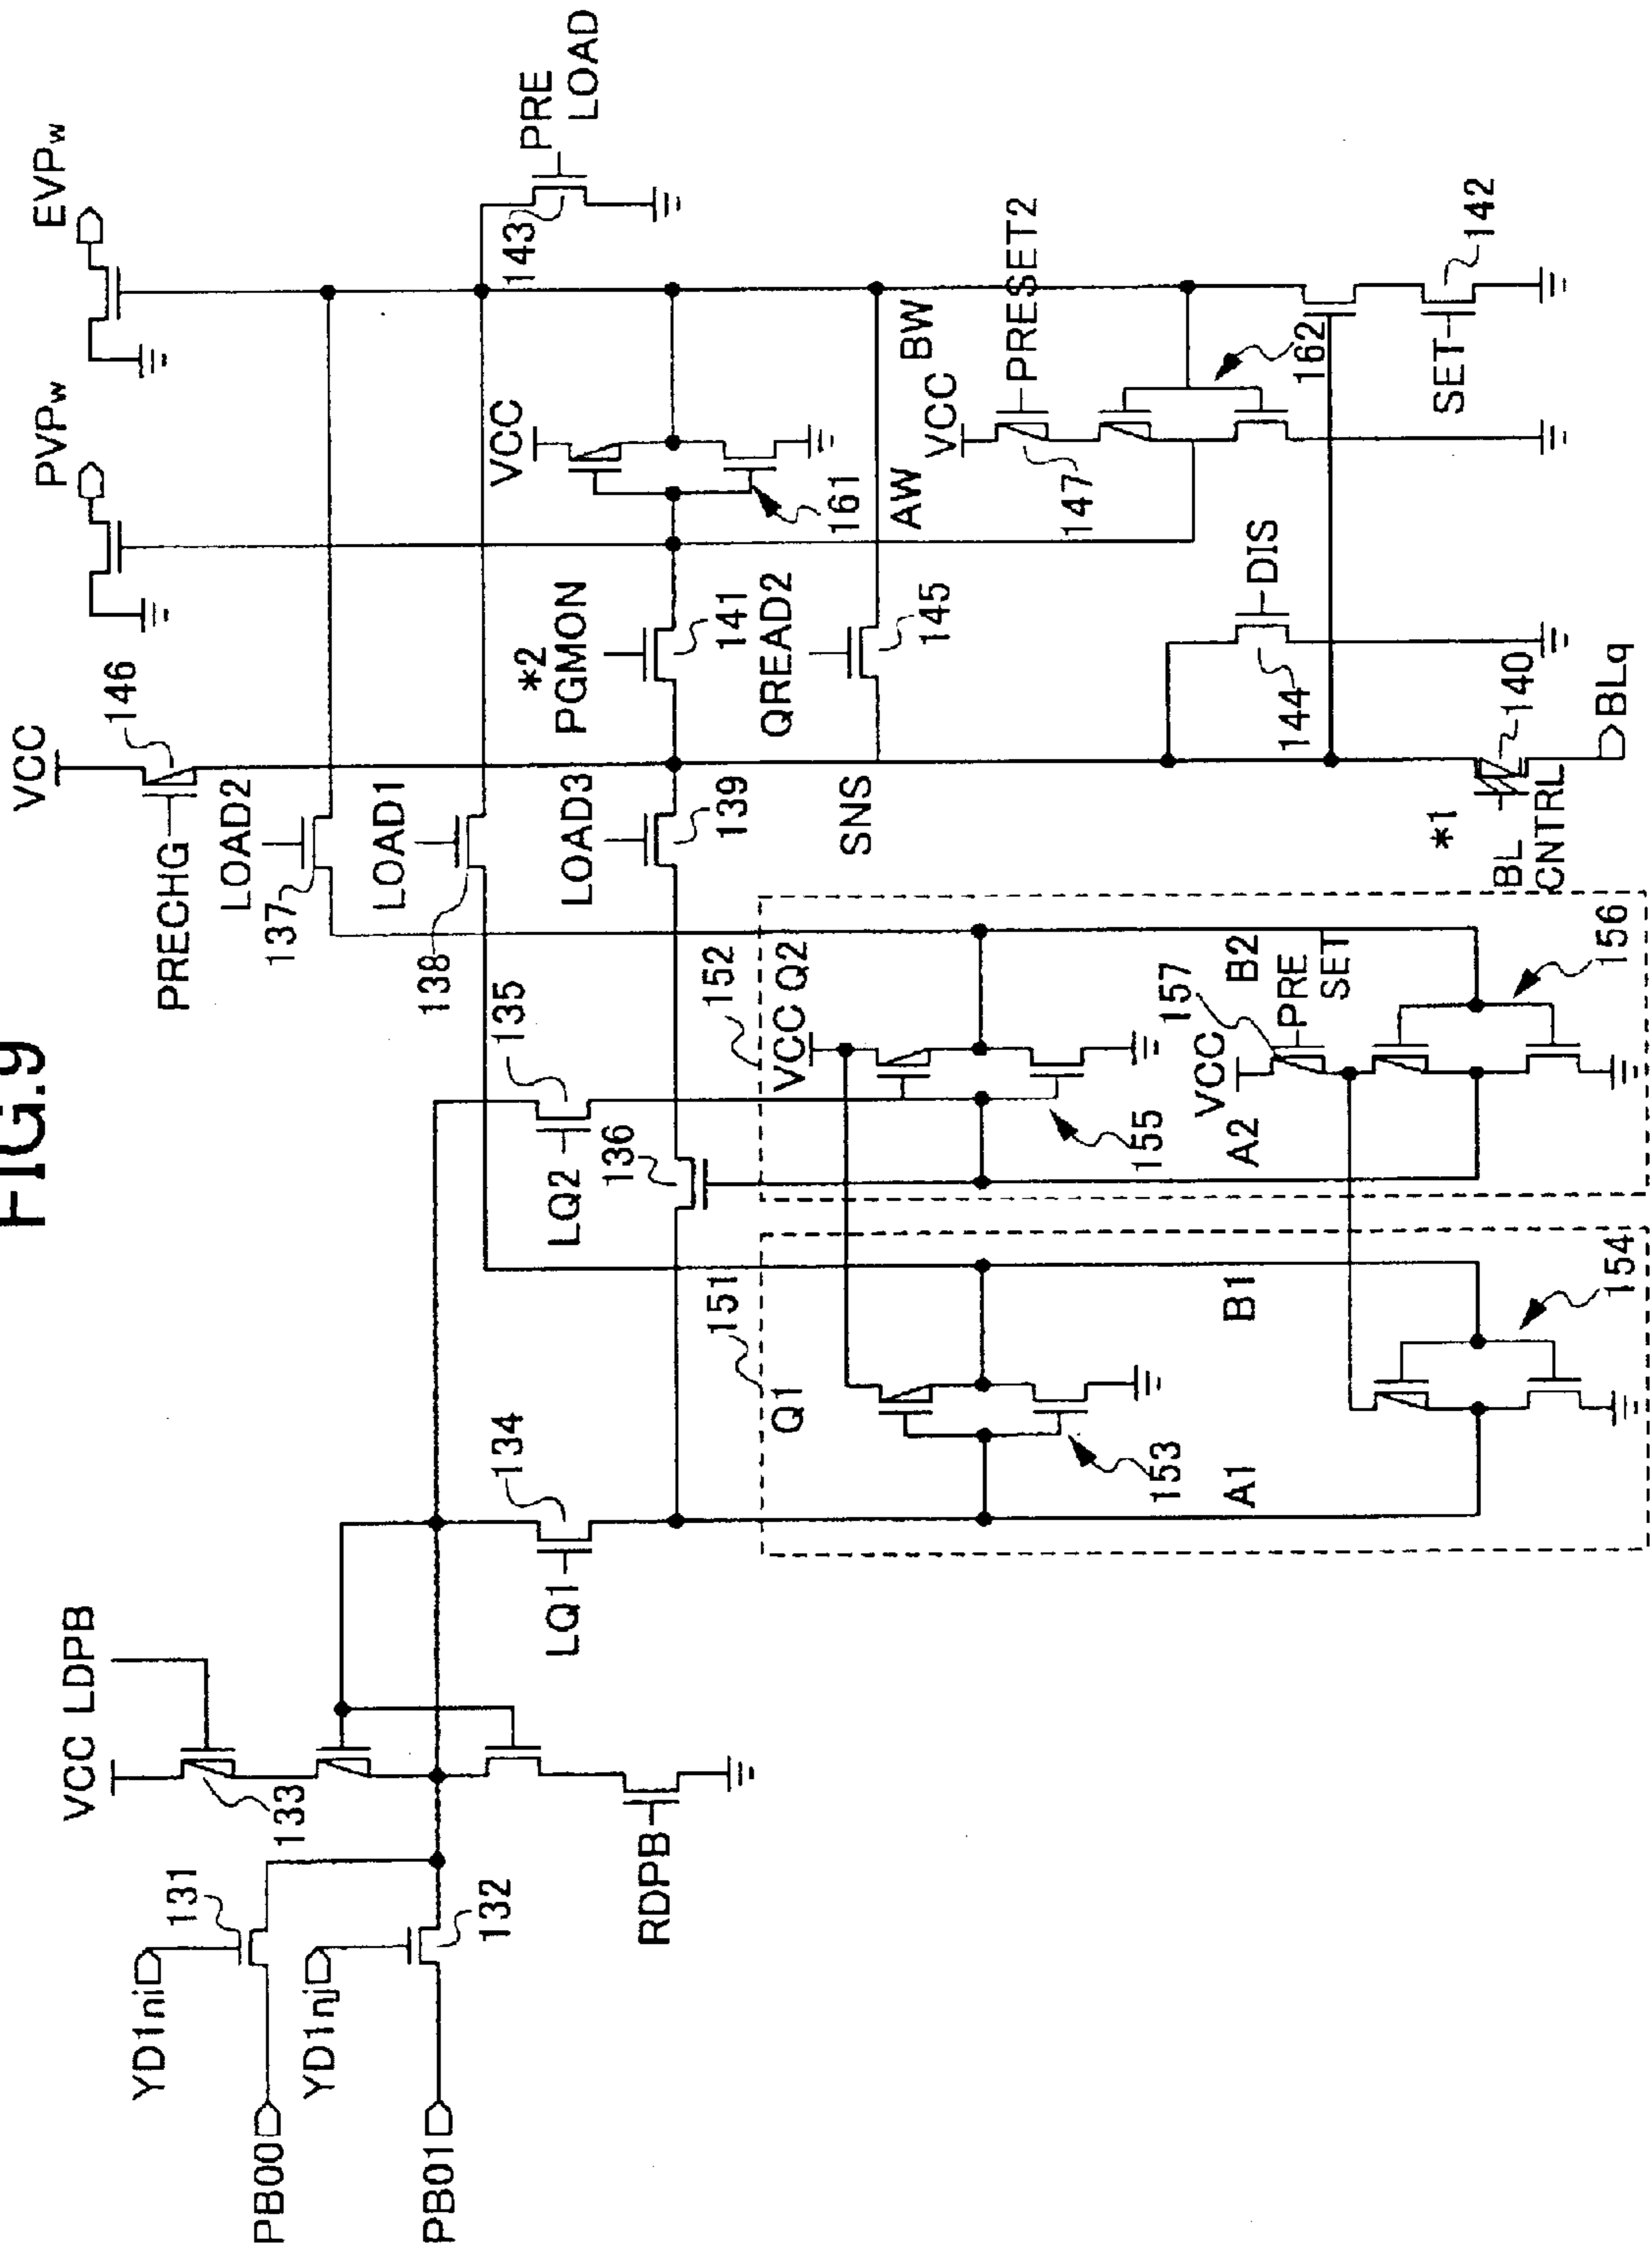 FIG.9
VCC
LDPB
133
YD1ni
131
PB00
YD1nj
132
PB01
RDPB
LQ1
134
LQ2
135
136
PRECHG
VCC
146
LOAD2
137
LOAD1
138
LOAD3
139
PVPw
EVPw
*2
PGMON
141
VCC
161
143
PRE
LOAD
QREAD2
145
SNS
AW
BW
VCC
PRESET2
147
162
DIS
144
SET
142
*1
BL
CNTRL
140
BLq
151
Q1
153
A1
B1
154
152
VCC
Q2
155
A2
B2
VCC
157
PRE
SET
156